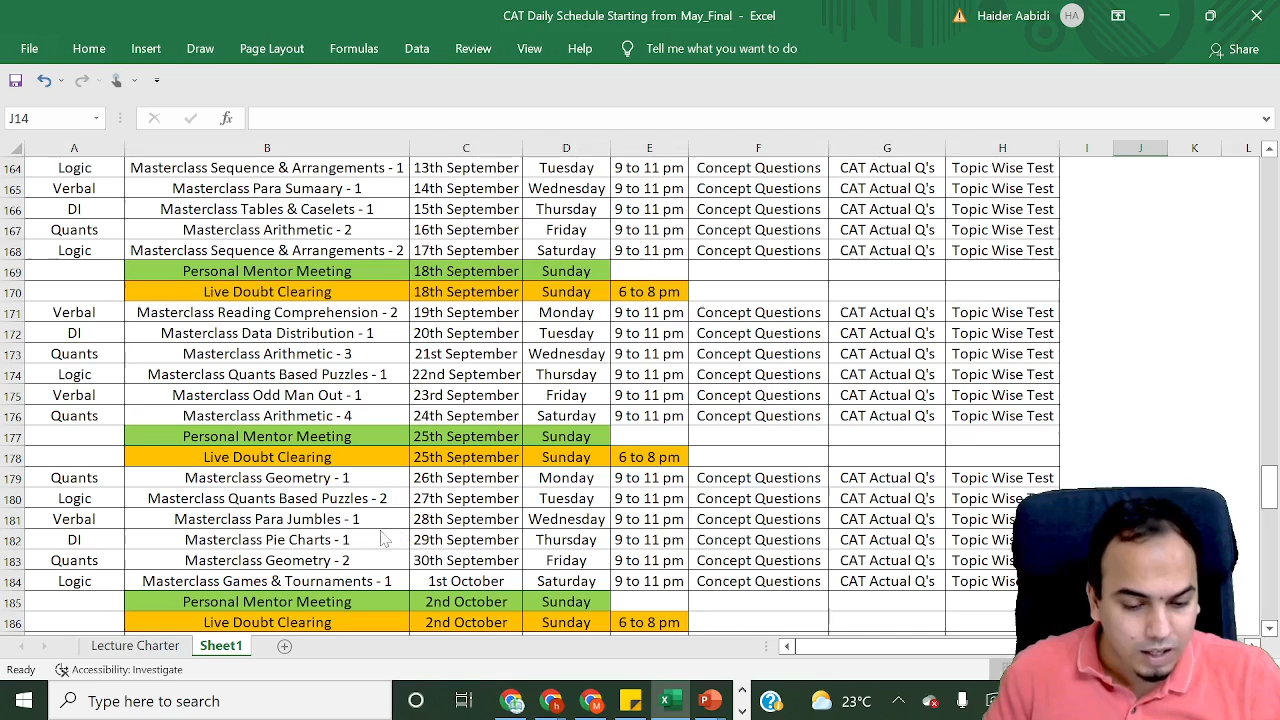 CAT Daily Schedule Starting from May_Final - Excel Haider Aabidi HA
File Home Insert Draw Page Layout Formulas Data Review View Help Tell me what you want to do Share
J14 fx
A B C D E F G H I J K L
164 Logic Masterclass Sequence & Arrangements - 1 13th September Tuesday 9 to 11 pm Concept Questions CAT Actual Q's Topic Wise Test
165 Verbal Masterclass Para Sumaary - 1 14th September Wednesday 9 to 11 pm Concept Questions CAT Actual Q's Topic Wise Test
166 DI Masterclass Tables & Caselets - 1 15th September Thursday 9 to 11 pm Concept Questions CAT Actual Q's Topic Wise Test
167 Quants Masterclass Arithmetic - 2 16th September Friday 9 to 11 pm Concept Questions CAT Actual Q's Topic Wise Test
168 Logic Masterclass Sequence & Arrangements - 2 17th September Saturday 9 to 11 pm Concept Questions CAT Actual Q's Topic Wise Test
169 Personal Mentor Meeting 18th September Sunday
170 Live Doubt Clearing 18th September Sunday 6 to 8 pm
171 Verbal Masterclass Reading Comprehension - 2 19th September Monday 9 to 11 pm Concept Questions CAT Actual Q's Topic Wise Test
172 DI Masterclass Data Distribution - 1 20th September Tuesday 9 to 11 pm Concept Questions CAT Actual Q's Topic Wise Test
173 Quants Masterclass Arithmetic - 3 21st September Wednesday 9 to 11 pm Concept Questions CAT Actual Q's Topic Wise Test
174 Logic Masterclass Quants Based Puzzles - 1 22nd September Thursday 9 to 11 pm Concept Questions CAT Actual Q's Topic Wise Test
175 Verbal Masterclass Odd Man Out - 1 23rd September Friday 9 to 11 pm Concept Questions CAT Actual Q's Topic Wise Test
176 Quants Masterclass Arithmetic - 4 24th September Saturday 9 to 11 pm Concept Questions CAT Actual Q's Topic Wise Test
177 Personal Mentor Meeting 25th September Sunday
178 Live Doubt Clearing 25th September Sunday 6 to 8 pm
179 Quants Masterclass Geometry - 1 26th September Monday 9 to 11 pm Concept Questions CAT Actual Q's Topic Wise Test
180 Logic Masterclass Quants Based Puzzles - 2 27th September Tuesday 9 to 11 pm Concept Questions CAT Actual Q's Topic Wise Test
181 Verbal Masterclass Para Jumbles - 1 28th September Wednesday 9 to 11 pm Concept Questions CAT Actual Q's Topic Wise
182 DI Masterclass Pie Charts - 1 29th September Thursday 9 to 11 pm Concept Questions CAT Actual Q's Topic Wise
183 Quants Masterclass Geometry - 2 30th September Friday 9 to 11 pm Concept Questions CAT Actual Q's Topic Wise
184 Logic Masterclass Games & Tournaments - 1 1st October Saturday 9 to 11 pm Concept Questions CAT Actual Q's Topic Wise
185 Personal Mentor Meeting 2nd October Sunday
186 Live Doubt Clearing 2nd October Sunday 6 to 8 pm
Lecture Charter Sheet1
Ready Accessibility: Investigate
Type here to search 23°C